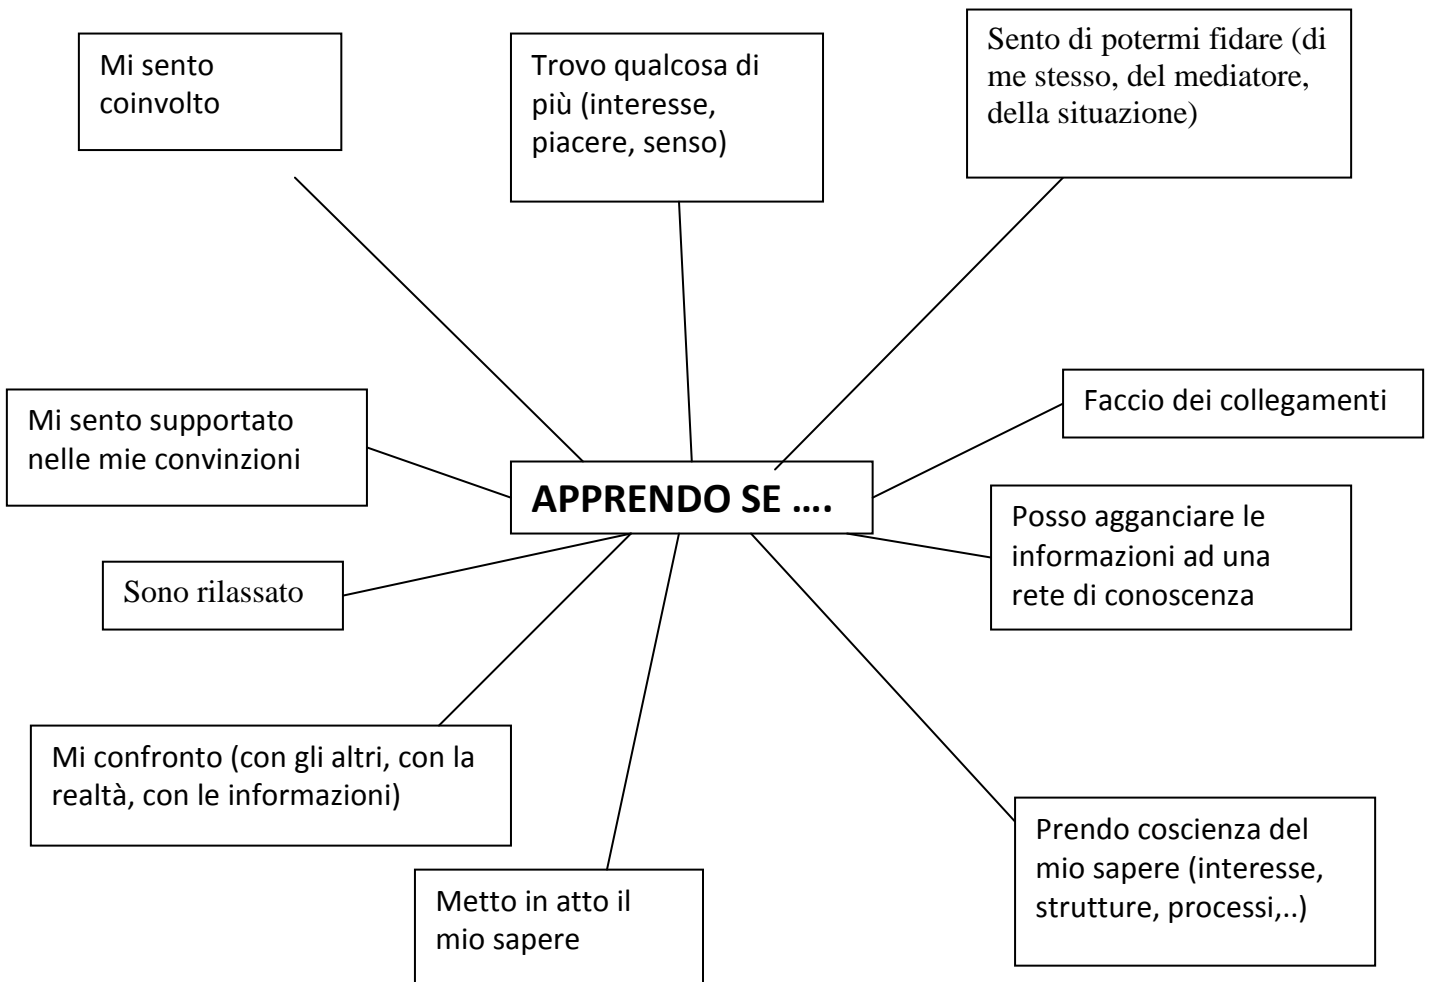 Mi sento
coinvolto
Trovo qualcosa di
più (interesse,
piacere, senso)
Sento di potermi fidare (di
me stesso, del mediatore,
della situazione)
Mi sento supportato
nelle mie convinzioni
Faccio dei collegamenti
APPRENDO SE ….
Posso agganciare le
informazioni ad una
rete di conoscenza
Sono rilassato
Mi confronto (con gli altri, con la
realtà, con le informazioni)
Prendo coscienza del
mio sapere (interesse,
strutture, processi,..)
Metto in atto il
mio sapere